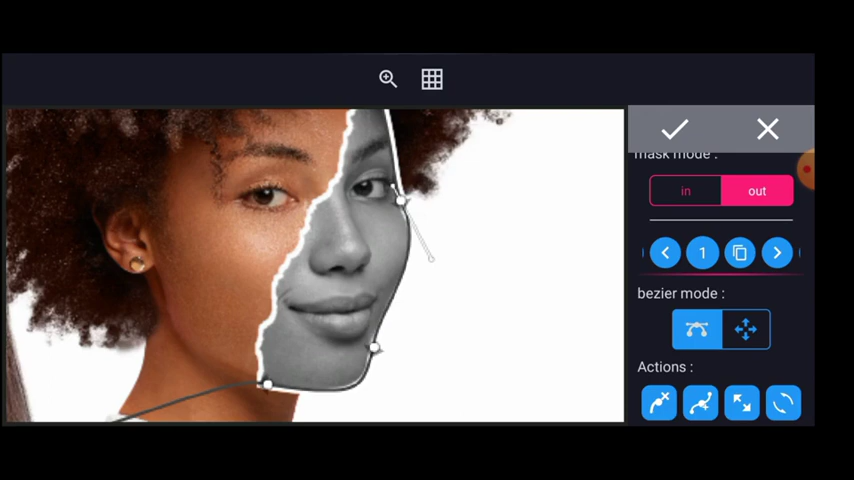 mask mode :
in out
1
bezier mode :
Actions :